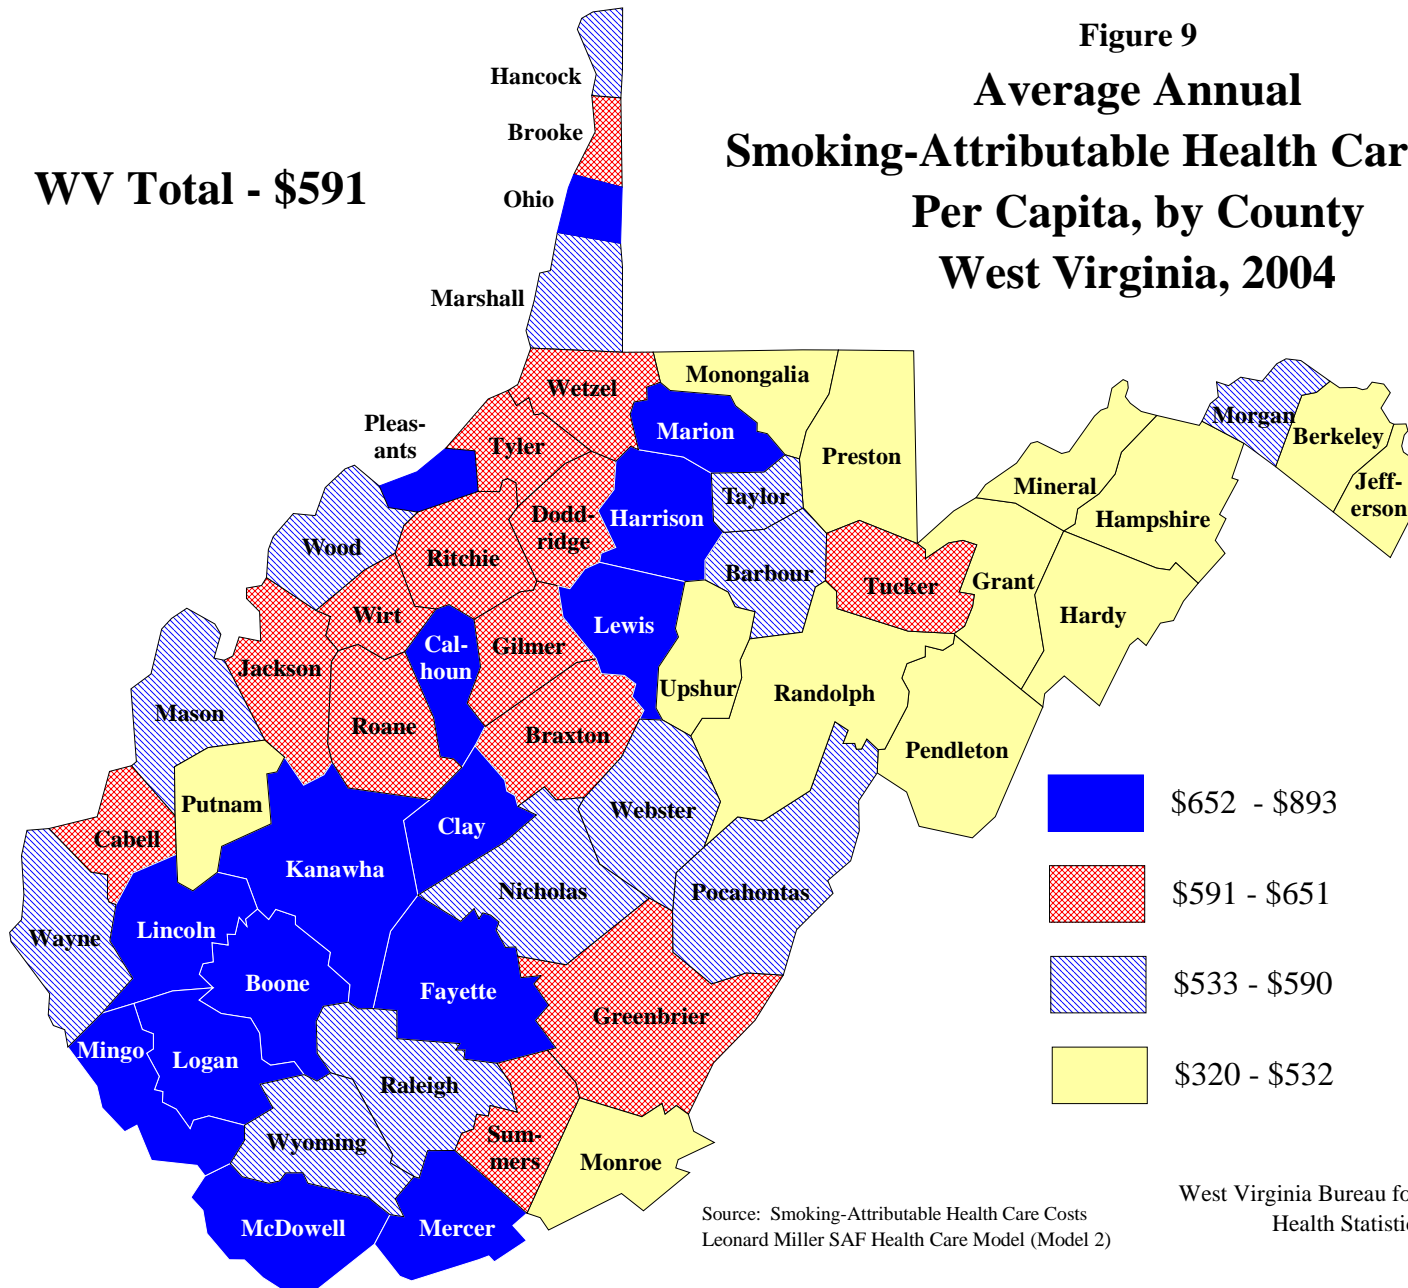 Figure 9
Average Annual
Smoking-Attributable Health Car
Per Capita, by County
West Virginia, 2004
WV Total - $591
Hancock
Brooke
Ohio
Marshall
Wetzel
Monongalia
Marion
Preston
Pleas-
ants
Tyler
Morgan
Berkeley
Jeff-
erson
Mineral
Hampshire
Taylor
Harrison
Dodd-
ridge
Wood
Ritchie
Barbour
Tucker
Grant
Hardy
Wirt
Lewis
Cal-
houn
Gilmer
Jackson
Upshur
Randolph
Mason
Roane
Braxton
Pendleton
Putnam
Webster
Clay
Cabell
Kanawha
Nicholas
Pocahontas
Lincoln
Wayne
Boone
Fayette
Greenbrier
Mingo
Logan
Raleigh
Wyoming
Sum-
mers
Monroe
McDowell
Mercer
$652 - $893
$591 - $651
$533 - $590
$320 - $532
Source: Smoking-Attributable Health Care Costs
Leonard Miller SAF Health Care Model (Model 2)
West Virginia Bureau fo
Health Statistic